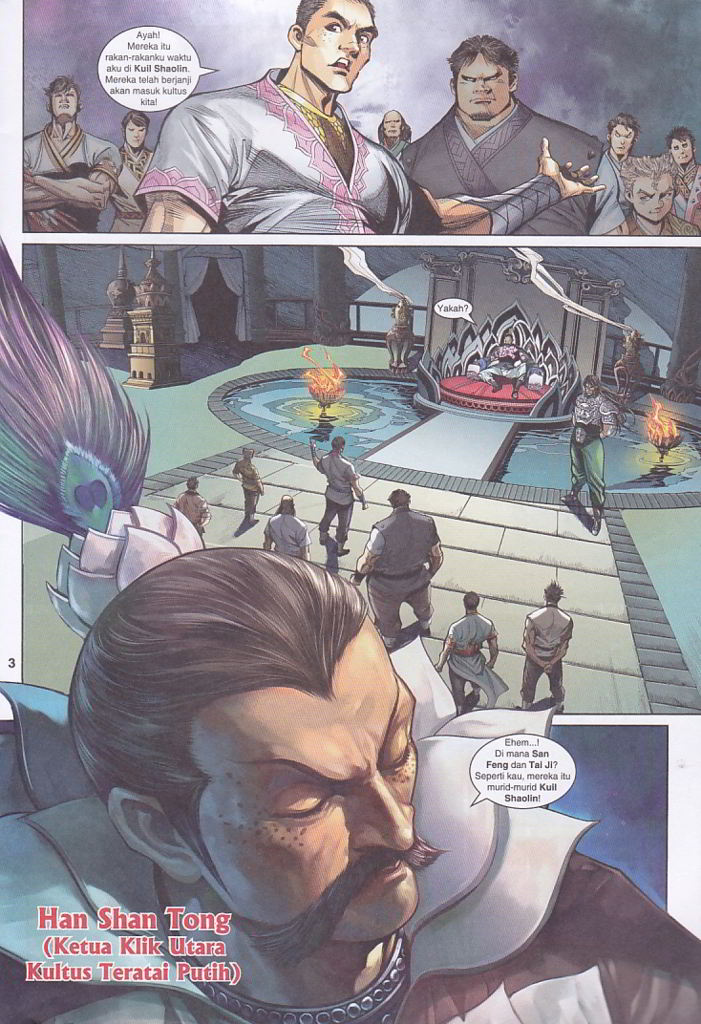 Ayah!
Mereka itu
rakan-rakanku waktu
aku di Kuil Shaolin.
Mereka telah berjanji
akan masuk kultus
kita!
Yakah?
3
Ehem...!
Di mana San
Feng dan Tai Ji?
Seperti kau, mereka itu
murid-murid Kuil
Shaolin!
Han Shan Tong
(Ketua Klik Utara
Kultus Teratai Putih)